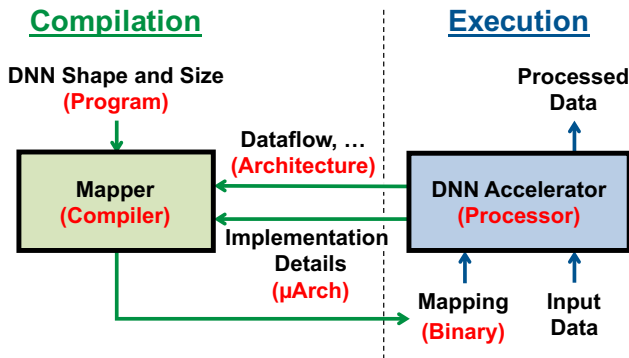 Compilation
Execution
DNN Shape and Size
(Program)
Processed
Data
Dataflow, ...
(Architecture)
Mapper
(Compiler)
DNN Accelerator
(Processor)
Implementation
Details
(µArch)
Mapping
(Binary)
Input
Data